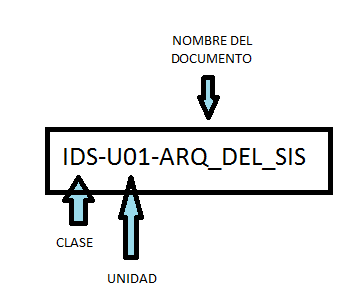 NOMBRE DEL
DOCUMENTO
IDS-U01-ARQ_DEL_SIS
CLASE
UNIDAD